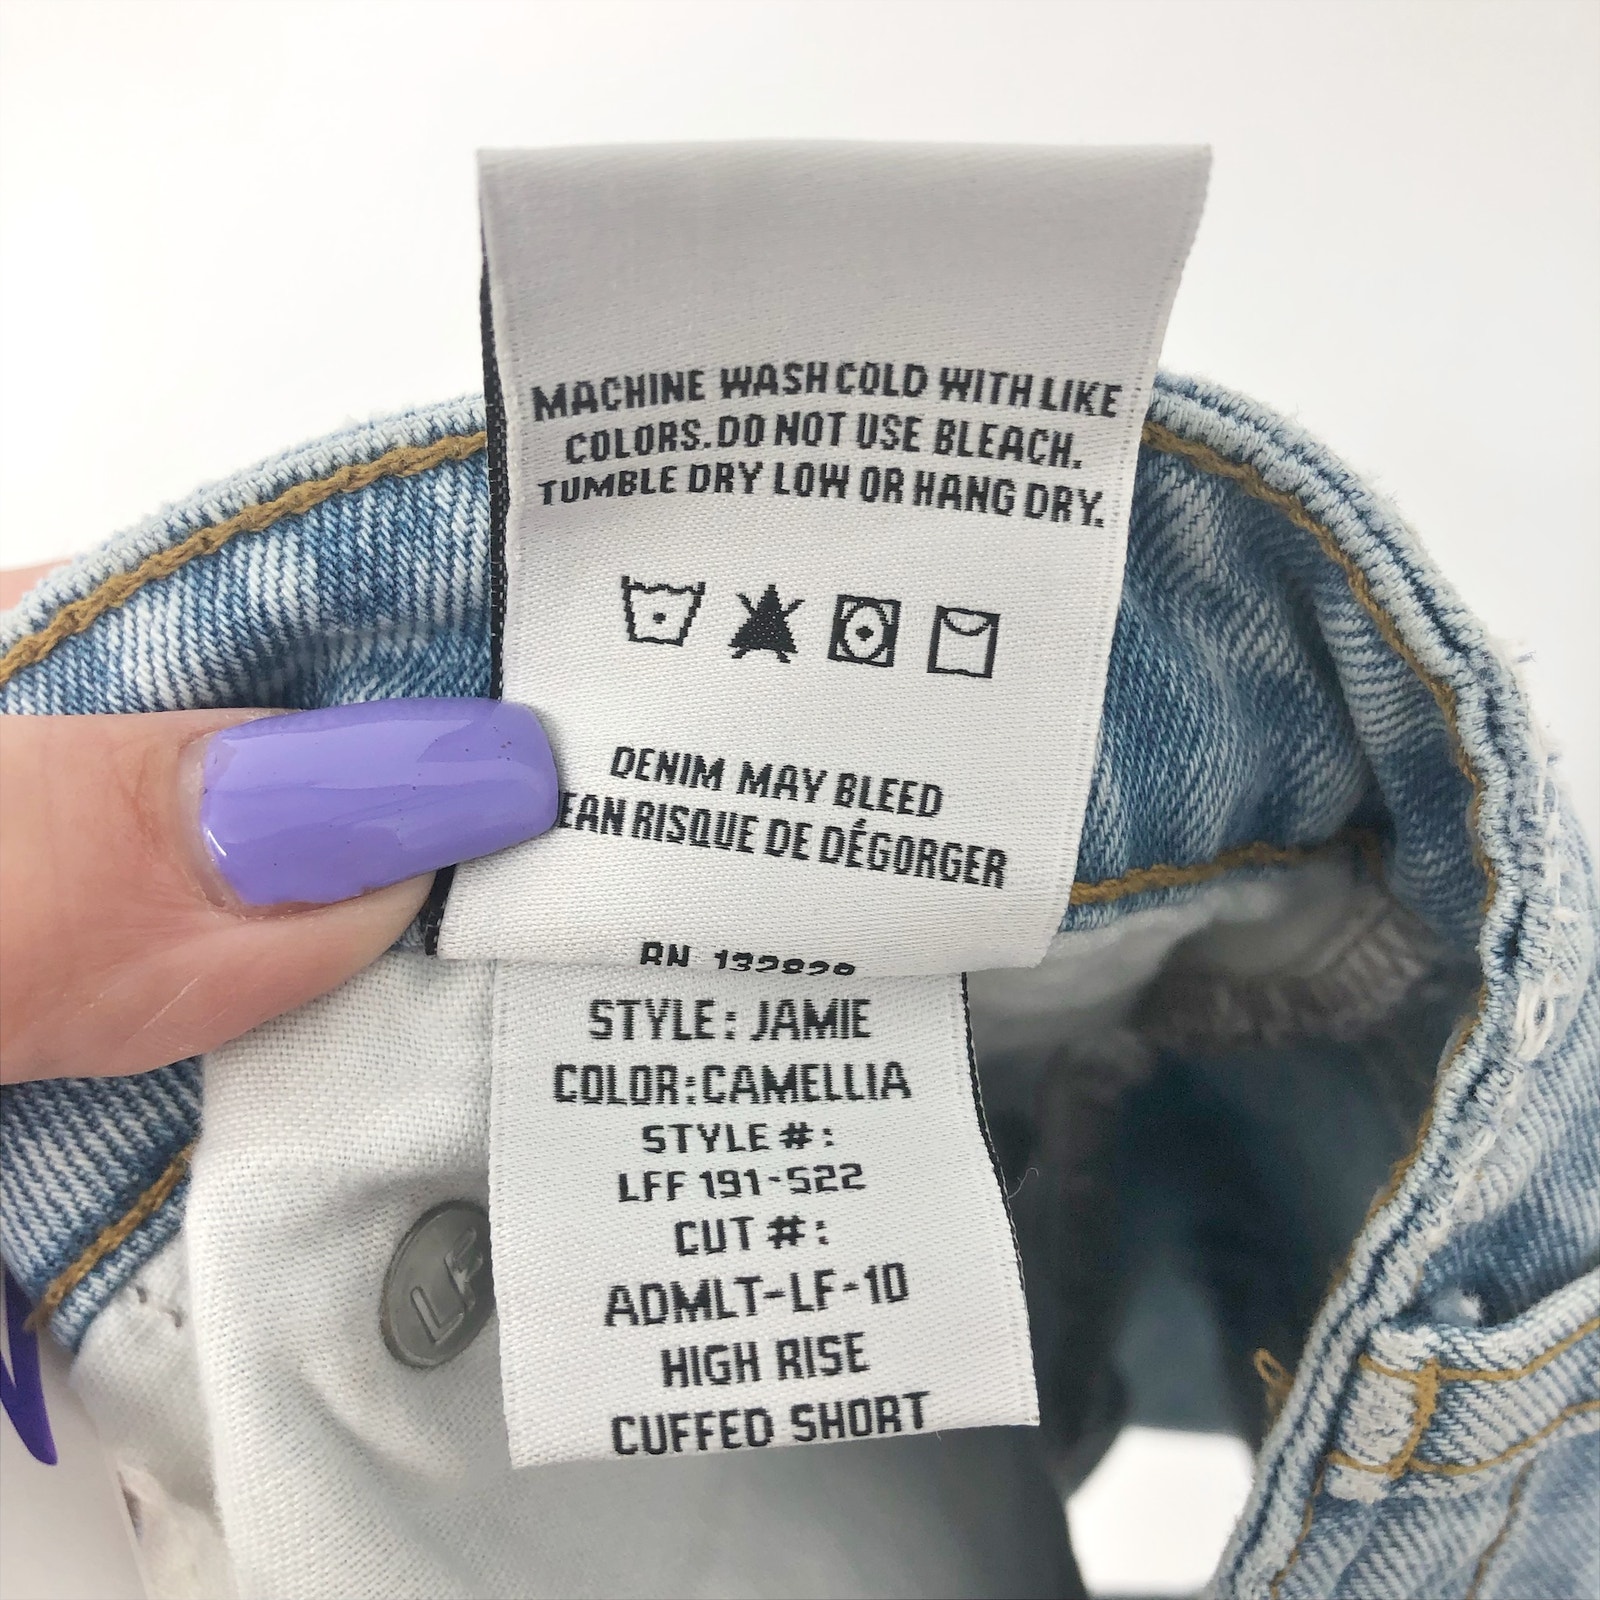 MACHINE WASH COLD WITH LIKE
COLORS. DO NOT USE BLEACH.
TUMBLE DRY LOW OR HANG DRY.
DENIM MAY BLEED
RISQUE DE DÉGORGER
RN
STYLE: JAMIE
COLOR: CAMELLIA
STYLE #:
LFF 191-522
CUT #:
ADMLT-LF-10
HIGH RISE
CUFFED SHORT
LF